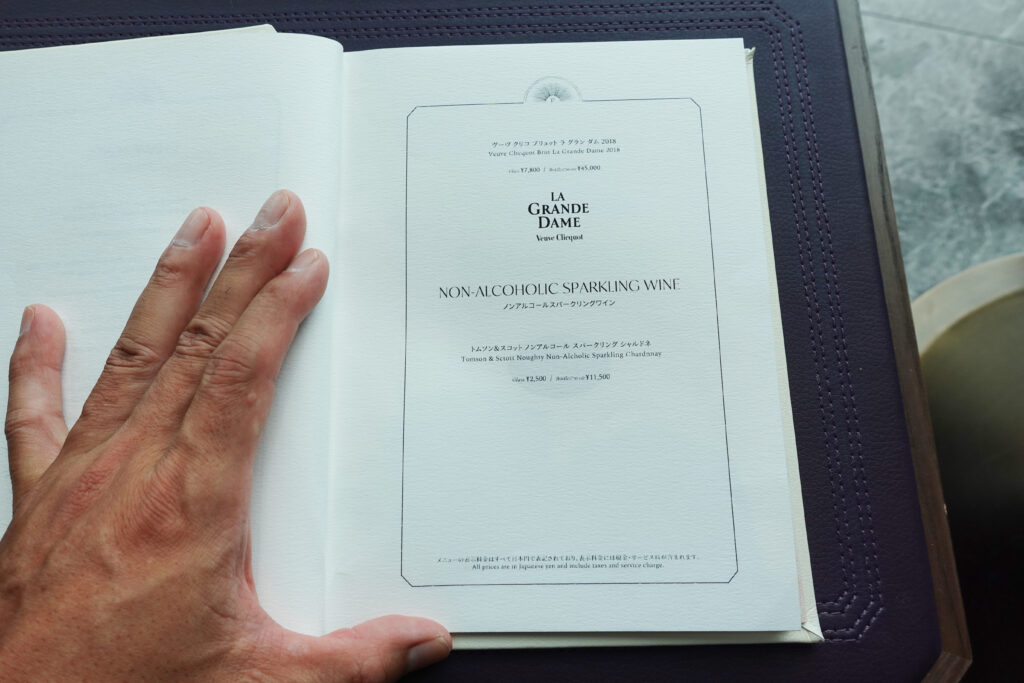 ヴーヴ クリコ ブリュット ラ グラン ダム 2018
Veuve Clicquot Brut La Grande Dame 2018
Glass ¥7,800 / Bottle ¥45,000
LA
GRANDE
DAME
Veuve Clicquot
NON-ALCOHOLIC SPARKLING WINE
ノンアルコールスパークリングワイン
トムソン&スコット ノンアルコール スパークリング シャルドネ
Tomson & Sctott Noughty Non-Alcholic Sparkling Chardnnay
Glass ¥2,500 / Bottle ¥11,500
メニューの表示料金はすべて日本円で表記されており、表示料金には税金・サービス料が含まれます。
All prices are in Japanese yen and include taxes and service charge.